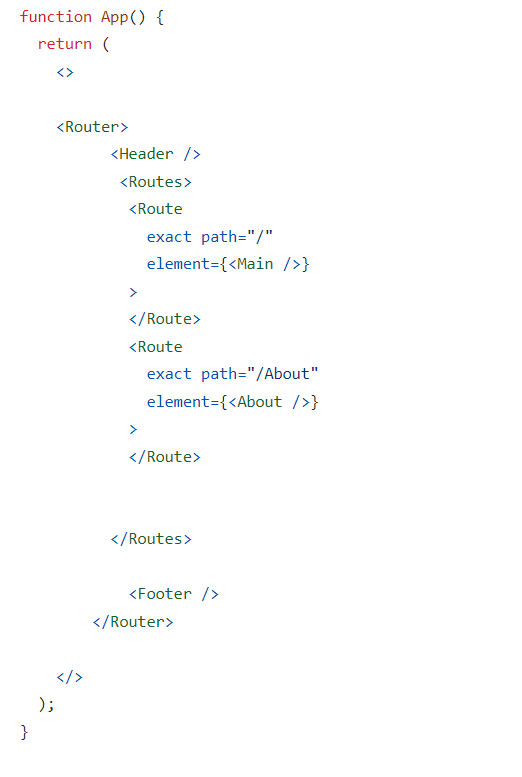 function App() {
  return (
    <>
    <Router>
          <Header />
           <Routes>
            <Route
              exact path="/"
              element={<Main />}
            >
            </Route>
            <Route
              exact path="/About"
              element={<About />}
            >
            </Route>
          </Routes>
            <Footer />
        </Router>
    </>
  );
}